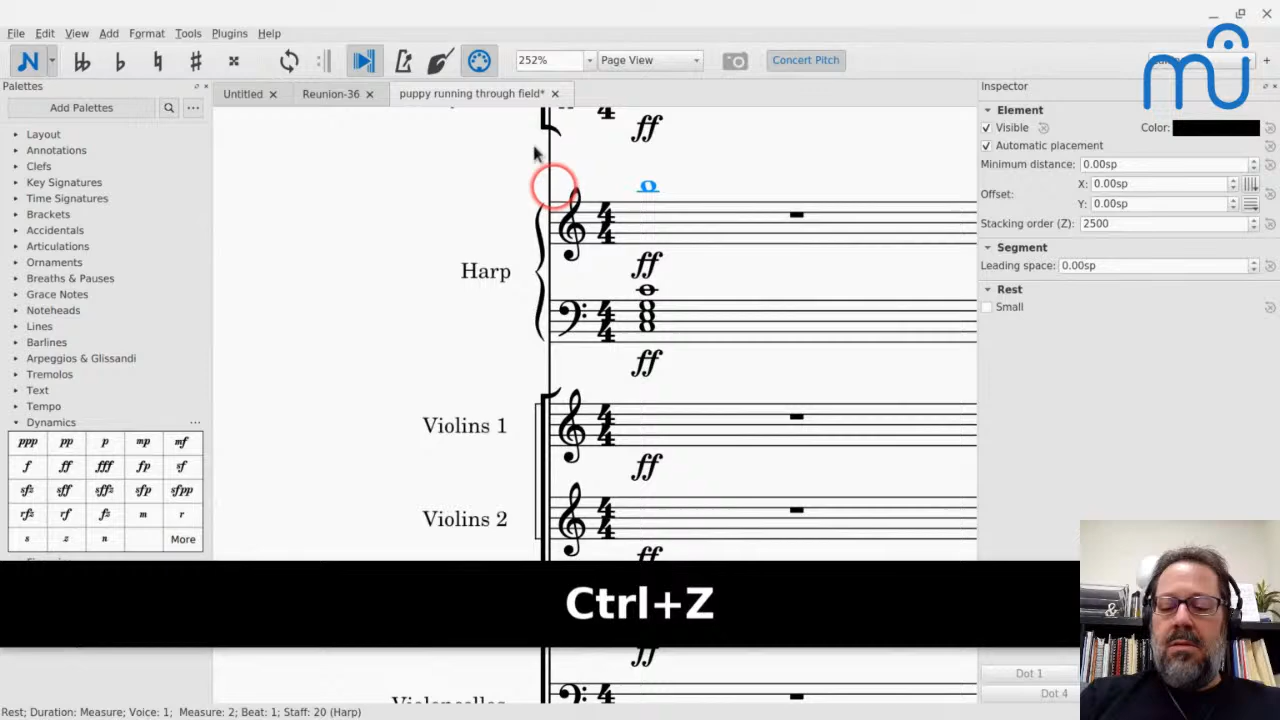 File Edit View Add Format Tools Plugins Help
252% Page View Concert Pitch
Palettes
Add Palettes
Layout
Annotations
Clefs
Key Signatures
Time Signatures
Brackets
Accidentals
Articulations
Ornaments
Breaths & Pauses
Grace Notes
Noteheads
Lines
Barlines
Arpeggios & Glissandi
Tremolos
Text
Tempo
Dynamics
ppp pp p mp mf
f ff fff fp sf
sfz sff sffz sfp sfpp
rfz rf fz m r
s z n More
Untitled Reunion-36 puppy running through field*
ff
Harp
ff
ff
Violins 1
ff
Violins 2
ff
ff
Inspector
Element
Visible Color:
Automatic placement
Minimum distance: 0.00sp
Offset: X: 0.00sp
Y: 0.00sp
Stacking order (Z): 2500
Segment
Leading space: 0.00sp
Rest
Small
Dot 1
Dot 4
Ctrl+Z
mu
Rest; Duration: Measure; Voice: 1; Measure: 2; Beat: 1; Staff: 20 (Harp)